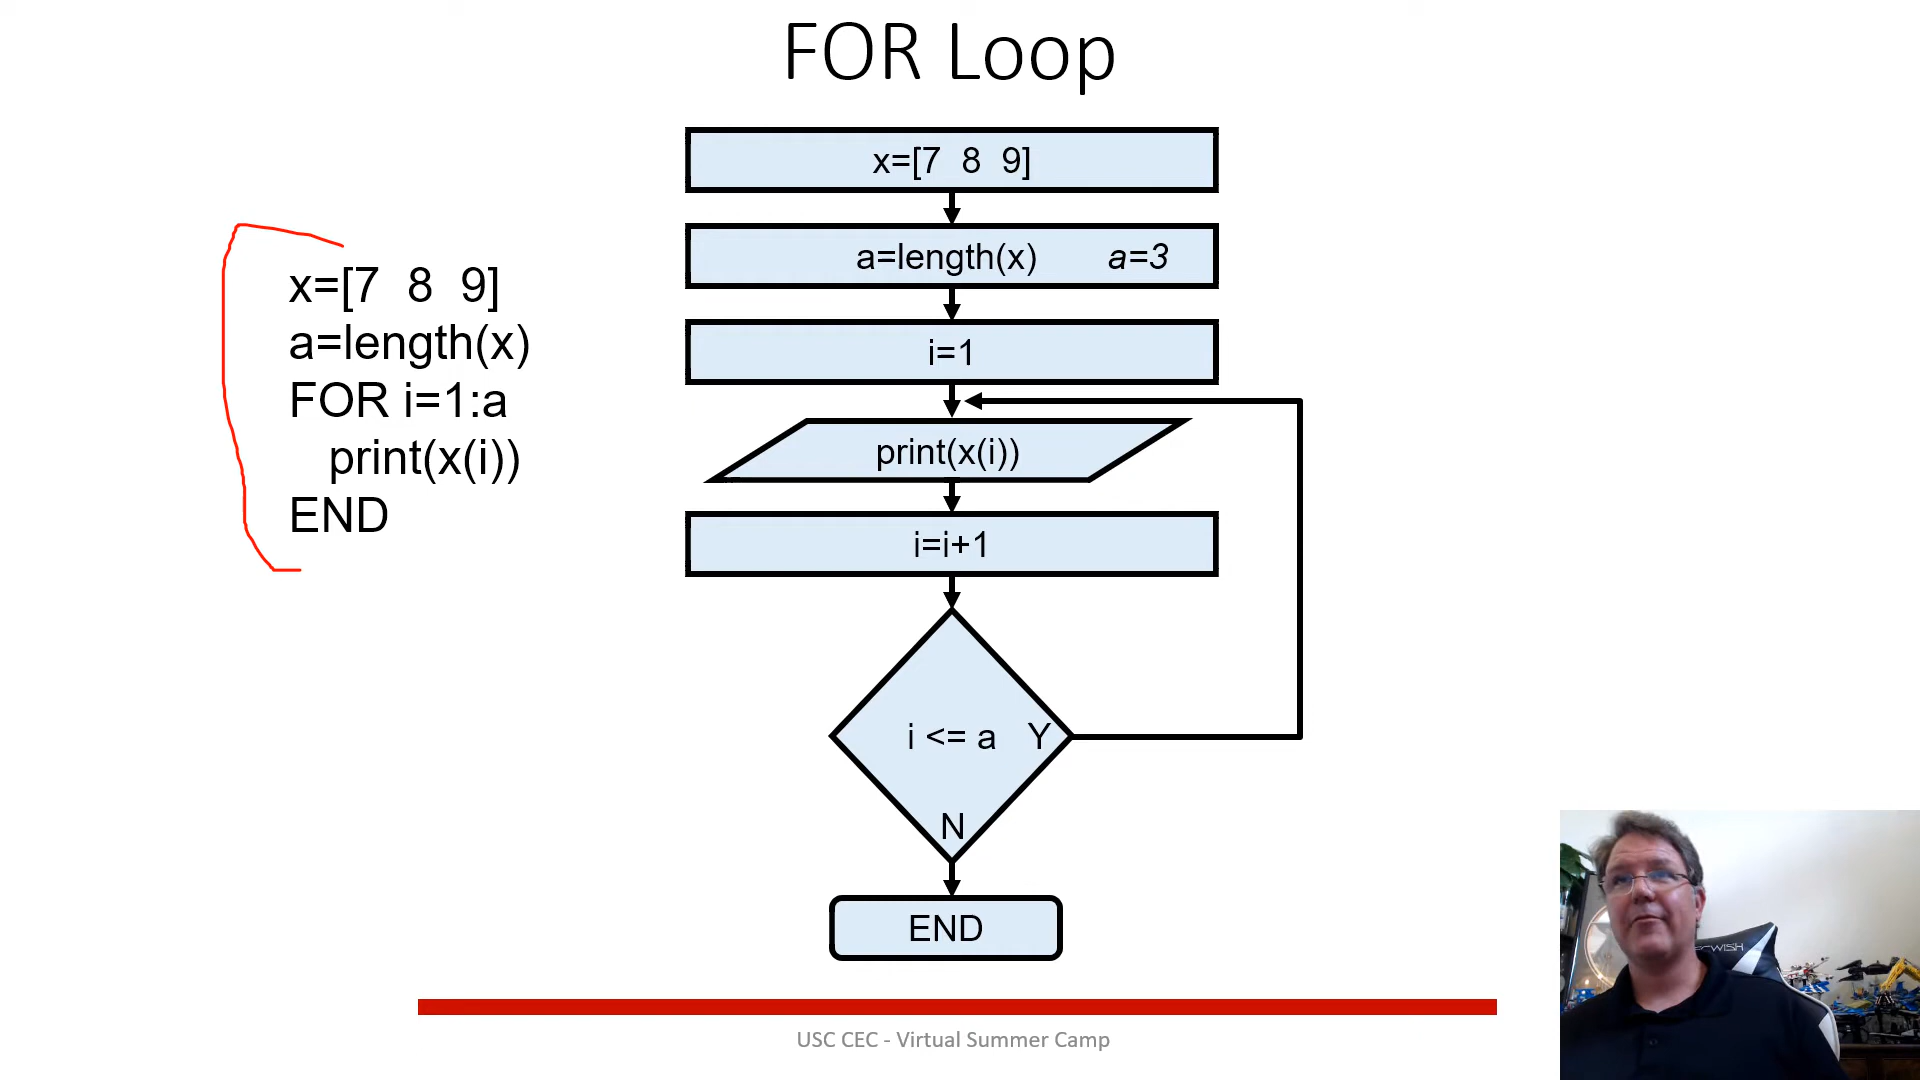 FOR Loop
x=[7 8 9]
a=length(x)
FOR i=1:a
print(x(i))
END
x=[7 8 9]
a=length(x) a=3
i=1
print(x(i))
i=i+1
i <= a Y
N
END
USC CEC - Virtual Summer Camp